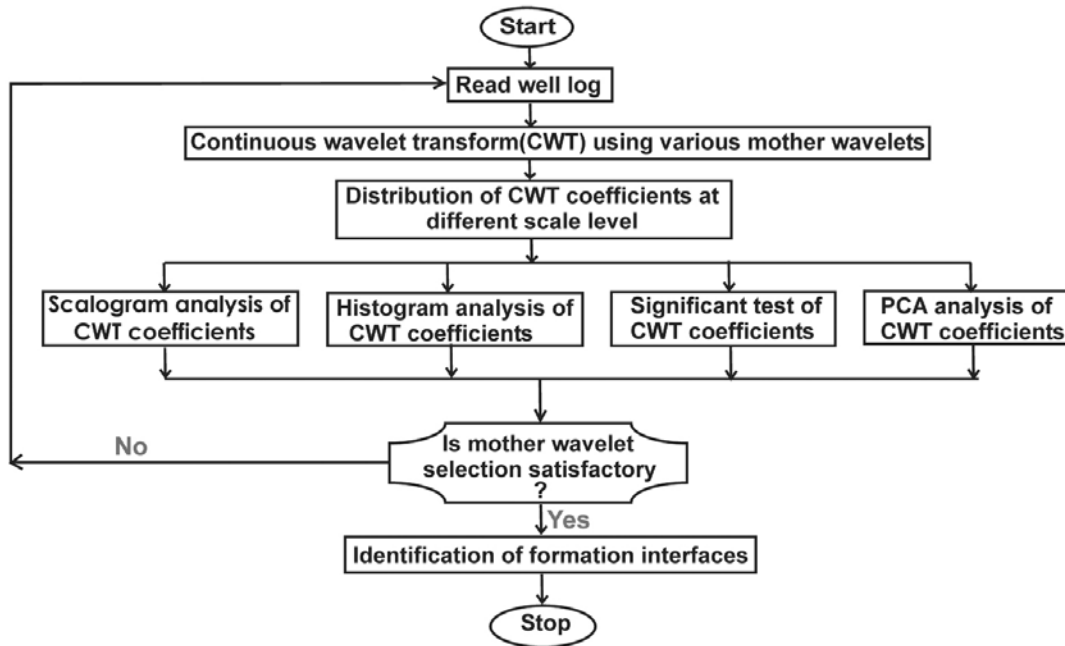 Start
Read well log
Continuous wavelet transform(CWT) using various mother wavelets
Distribution of CWT coefficients at
different scale level
Scalogram analysis of
CWT coefficients
Histogram analysis of
CWT coefficients
Significant test of
CWT coefficients
PCA analysis of
CWT coefficients
Is mother wavelet
selection satisfactory
?
No
Yes
Identification of formation interfaces
Stop